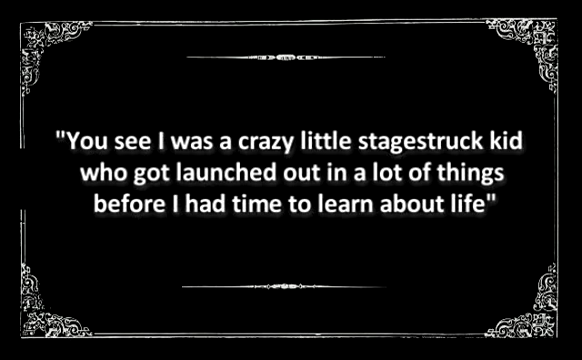 "You see I was a crazy little stagestruck kid
who got launched out in a lot of things
before I had time to learn about life"